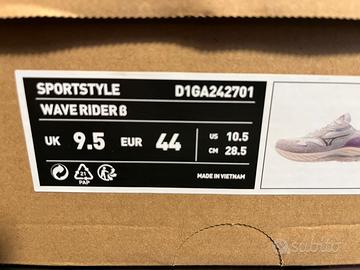 SPORTSTYLE D1GA242701
WAVE RIDER β
UK 9.5 EUR 44 US 10.5
CM 28.5
21
PAP
MADE IN VIETNAM
subito